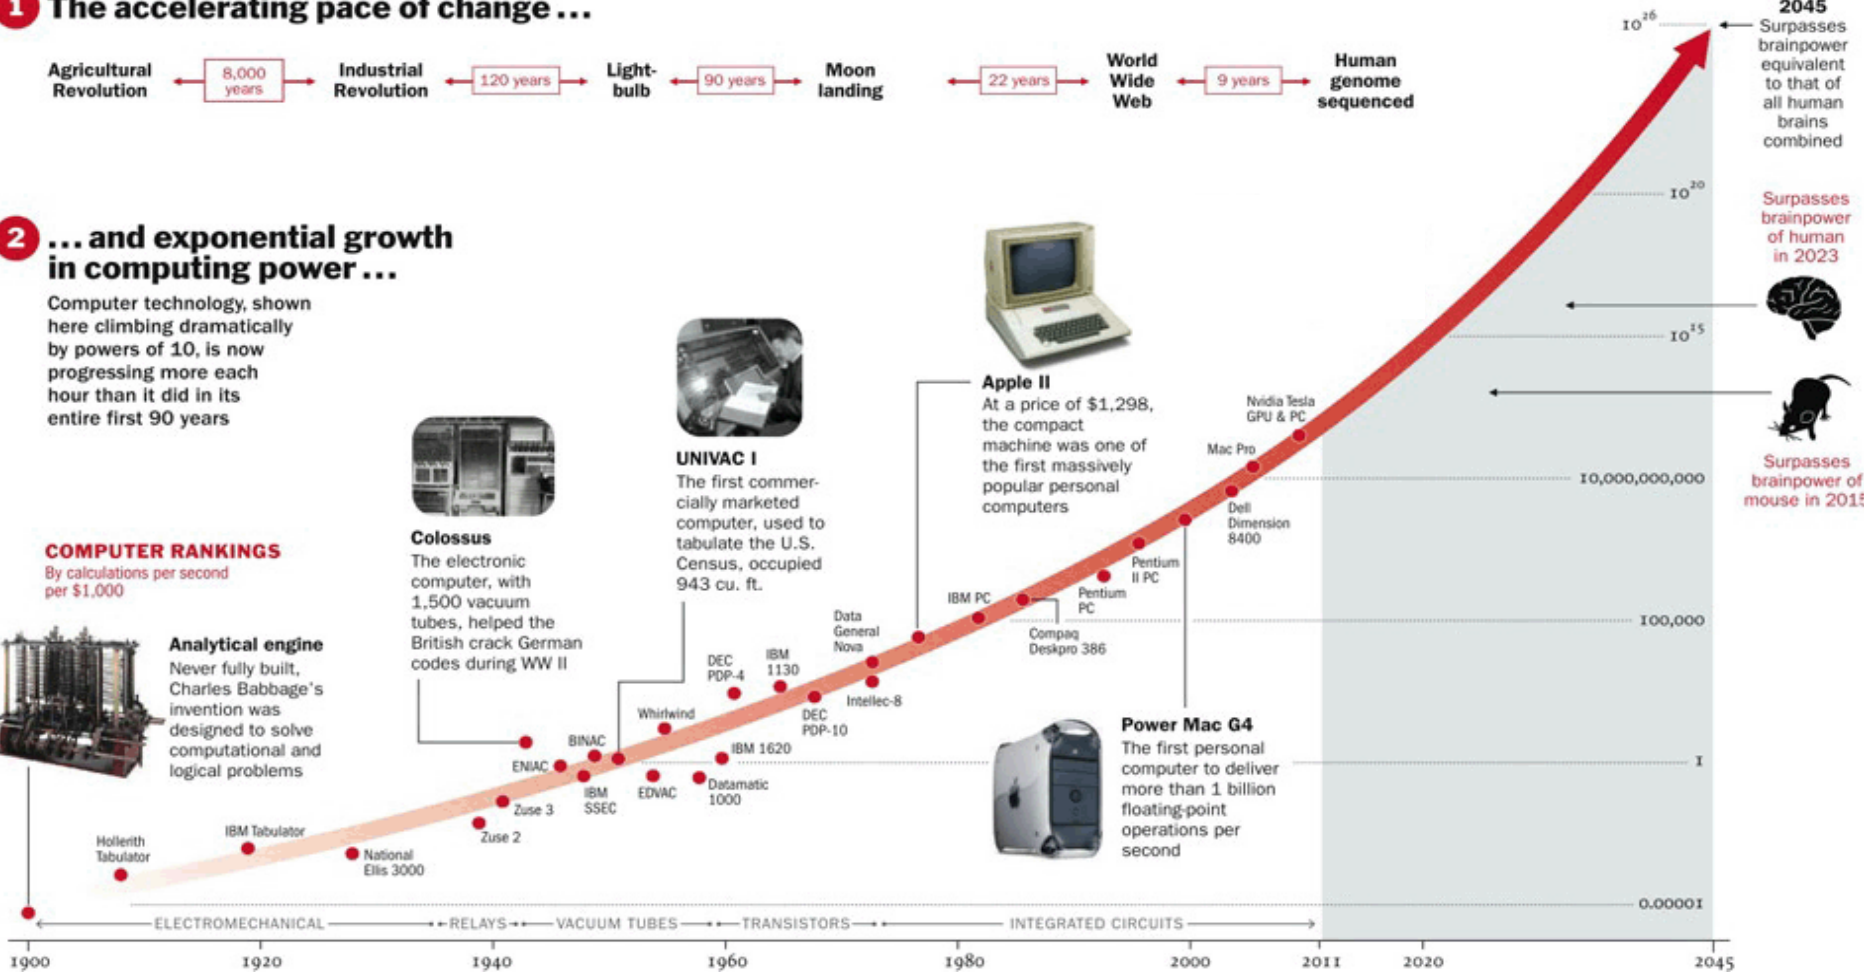 1 The accelerating pace of change ...
Agricultural
Revolution
8,000
years
Industrial
Revolution
120 years
Light-
bulb
90 years
Moon
landing
22 years
World
Wide
Web
9 years
Human
genome
sequenced
2045
Surpasses
brainpower
equivalent
to that of
all human
brains
combined
10²⁶
10²⁰
Surpasses
brainpower
of human
in 2023
10¹⁵
Surpasses
brainpower of
mouse in 2015
10,000,000,000
100,000
1
0.00001
2 ... and exponential growth
in computing power ...
Computer technology, shown
here climbing dramatically
by powers of 10, is now
progressing more each
hour than it did in its
entire first 90 years
COMPUTER RANKINGS
By calculations per second
per $1,000
Analytical engine
Never fully built,
Charles Babbage's
invention was
designed to solve
computational and
logical problems
Colossus
The electronic
computer, with
1,500 vacuum
tubes, helped the
British crack German
codes during WW II
UNIVAC I
The first commer-
cially marketed
computer, used to
tabulate the U.S.
Census, occupied
943 cu. ft.
Apple II
At a price of $1,298,
the compact
machine was one of
the first massively
popular personal
computers
Power Mac G4
The first personal
computer to deliver
more than 1 billion
floating-point
operations per
second
Hollerith
Tabulator
IBM Tabulator
National
Ellis 3000
Zuse 2
Zuse 3
ENIAC
BINAC
IBM
SSEC
Whirlwind
EDVAC
Datamatic
1000
IBM 1620
DEC
PDP-4
IBM
1130
DEC
PDP-10
Data
General
Nova
Intellec-8
IBM PC
Compaq
Deskpro 386
Pentium
PC
Pentium
II PC
Dell
Dimension
8400
Mac Pro
Nvidia Tesla
GPU & PC
ELECTROMECHANICAL
RELAYS
VACUUM TUBES
TRANSISTORS
INTEGRATED CIRCUITS
1900
1920
1940
1960
1980
2000
2011
2020
2045